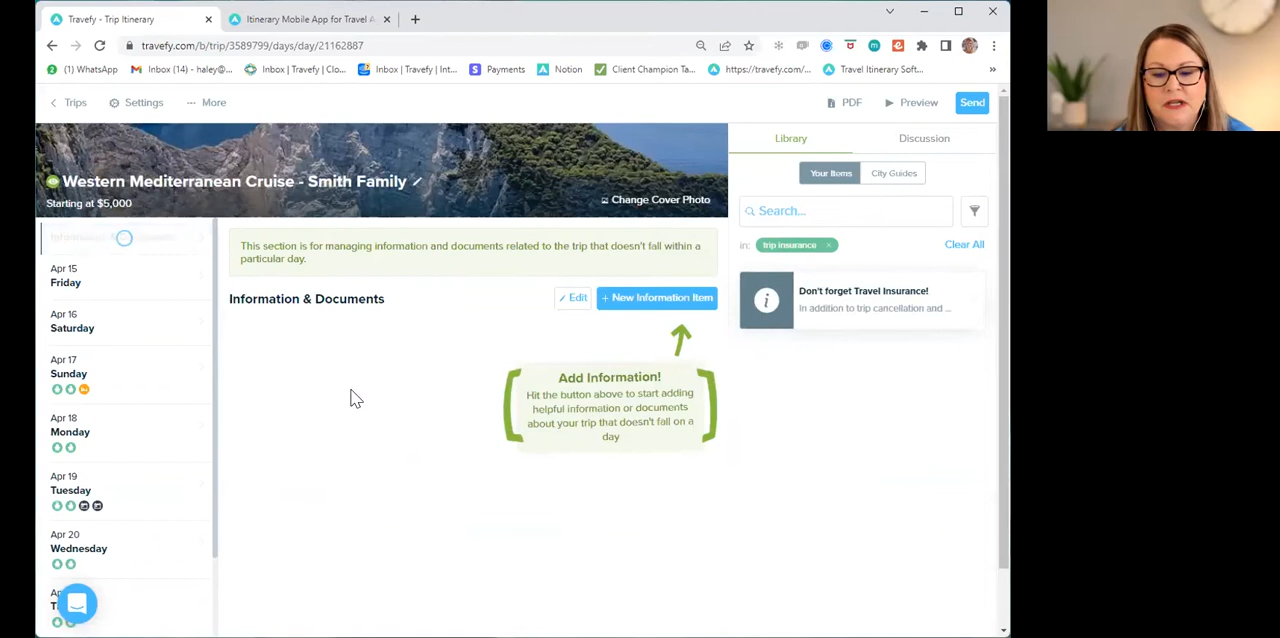 Travefy - Trip Itinerary
Itinerary Mobile App for Travel A
travefy.com/b/trip/3589799/days/day/21162887
(1) WhatsApp
Inbox (14) - haley@...
Inbox | Travefy | Clo...
Inbox | Travefy | Int...
Payments
Notion
Client Champion Ta...
https://travefy.com/...
Travel Itinerary Soft...
»
Trips
Settings
More
PDF
Preview
Send
Western Mediterranean Cruise - Smith Family
Starting at $5,000
Change Cover Photo
Library
Discussion
Your Items
City Guides
Search...
in: trip insurance ×
Clear All
Don't forget Travel Insurance!
In addition to trip cancellation and ...
Apr 15
Friday
Apr 16
Saturday
Apr 17
Sunday
Apr 18
Monday
Apr 19
Tuesday
Apr 20
Wednesday
This section is for managing information and documents related to the trip that doesn't fall within a
particular day.
Information & Documents
Edit
+ New Information Item
Add Information!
Hit the button above to start adding
helpful information or documents
about your trip that doesn't fall on a
day